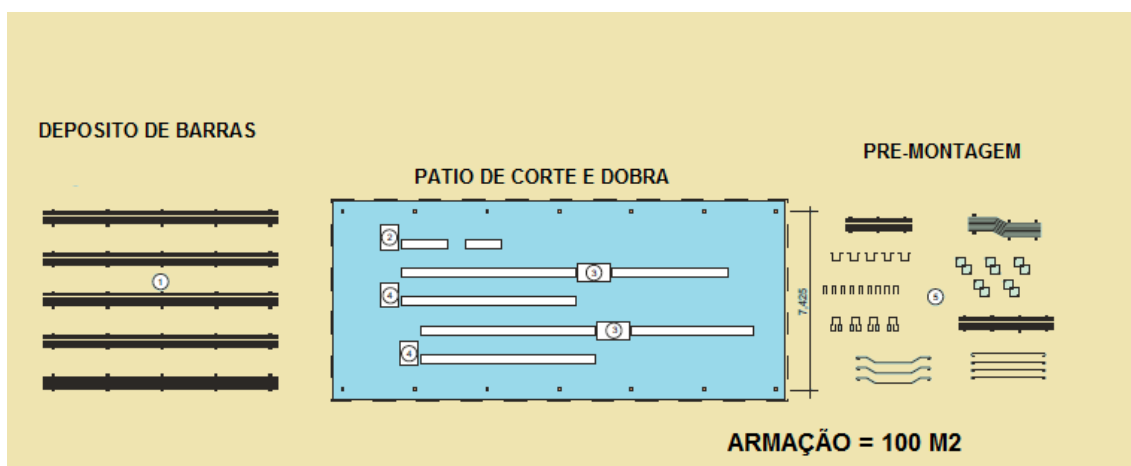 DEPOSITO DE BARRAS
PRE-MONTAGEM
PATIO DE CORTE E DOBRA
2
3
1
4
5
7,425
3
4
ARMAÇÃO = 100 M2